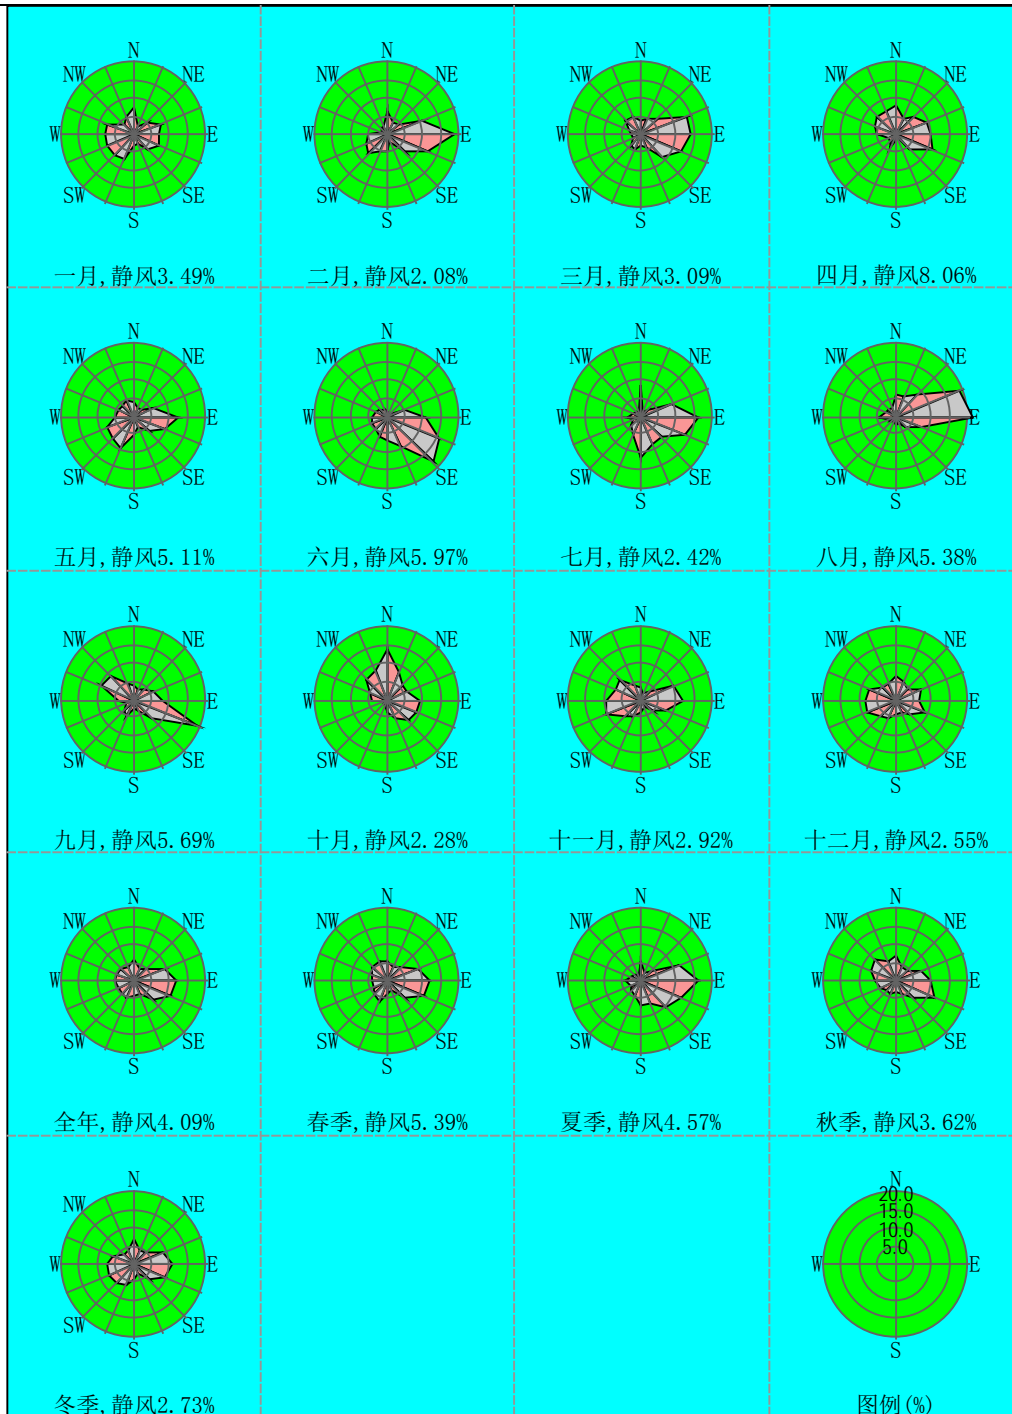 N
NW NE
W E
SW SE
S
一月,静风3.49%
N
NW NE
W E
SW SE
S
二月,静风2.08%
N
NW NE
W E
SW SE
S
三月,静风3.09%
N
NW NE
W E
SW SE
S
四月,静风8.06%
N
NW NE
W E
SW SE
S
五月,静风5.11%
N
NW NE
W E
SW SE
S
六月,静风5.97%
N
NW NE
W E
SW SE
S
七月,静风2.42%
N
NW NE
W E
SW SE
S
八月,静风5.38%
N
NW NE
W E
SW SE
S
九月,静风5.69%
N
NW NE
W E
SW SE
S
十月,静风2.28%
N
NW NE
W E
SW SE
S
十一月,静风2.92%
N
NW NE
W E
SW SE
S
十二月,静风2.55%
N
NW NE
W E
SW SE
S
全年,静风4.09%
N
NW NE
W E
SW SE
S
春季,静风5.39%
N
NW NE
W E
SW SE
S
夏季,静风4.57%
N
NW NE
W E
SW SE
S
秋季,静风3.62%
N
NW NE
W E
SW SE
S
冬季,静风2.73%
N
20.0
15.0
10.0
5.0
W E
S
图例(%)